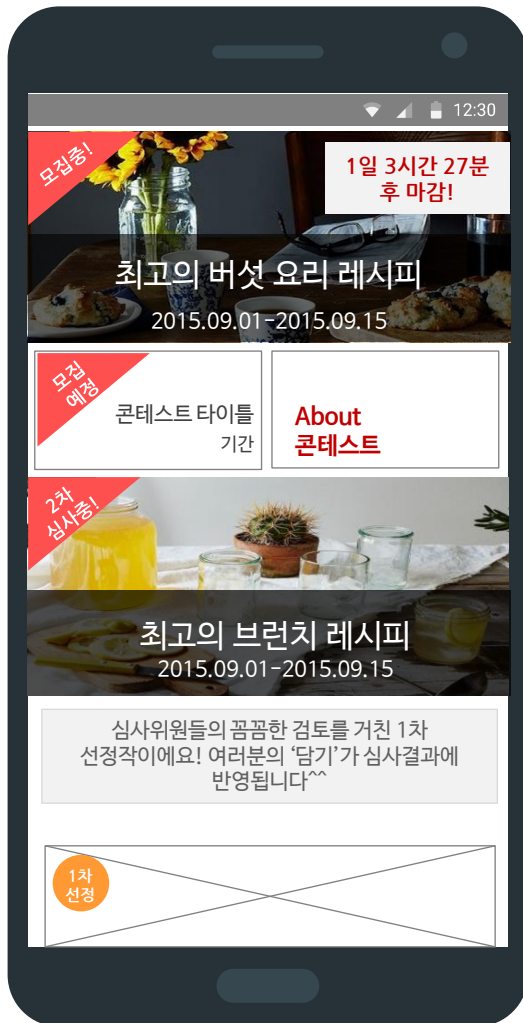 12:30
모집중!
1일 3시간 27분
후 마감!
최고의 버섯 요리 레시피
2015.09.01-2015.09.15
모집
예정
콘테스트 타이틀
기간
About
콘테스트
2차
심사중!
최고의 브런치 레시피
2015.09.01-2015.09.15
심사위원들의 꼼꼼한 검토를 거친 1차
선정작이에요! 여러분의 ‘담기’가 심사결과에
반영됩니다^^
1차
선정